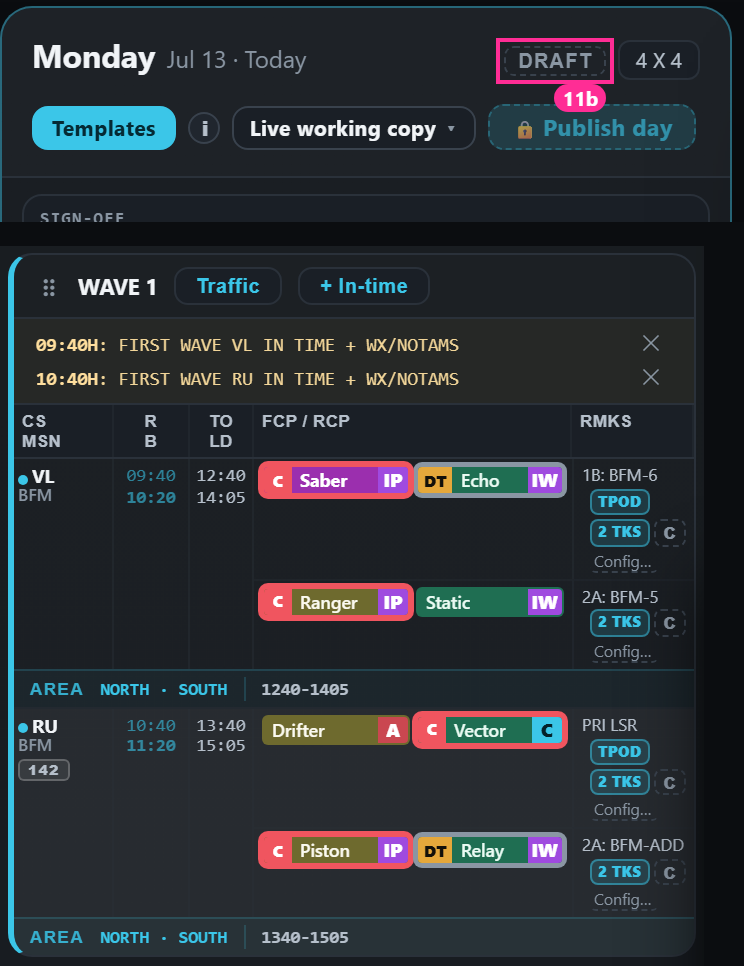 Monday Jul 13 · Today DRAFT 4 X 4
11b
Templates i Live working copy ▾ 🔒 Publish day
SIGN-OFF
WAVE 1 Traffic + In-time
09:40H: FIRST WAVE VL IN TIME + WX/NOTAMS
10:40H: FIRST WAVE RU IN TIME + WX/NOTAMS
CS R TO FCP / RCP RMKS
MSN B LD
VL 09:40 12:40 C Saber IP DT Echo IW 1B: BFM-6
BFM 10:20 14:05 TPOD
2 TKS C
Config...
C Ranger IP Static IW 2A: BFM-5
2 TKS C
Config...
AREA NORTH · SOUTH 1240-1405
RU 10:40 13:40 Drifter A C Vector C PRI LSR
BFM 11:20 15:05 TPOD
142
2 TKS C
Config...
C Piston IP DT Relay IW 2A: BFM-ADD
2 TKS C
Config...
AREA NORTH · SOUTH 1340-1505